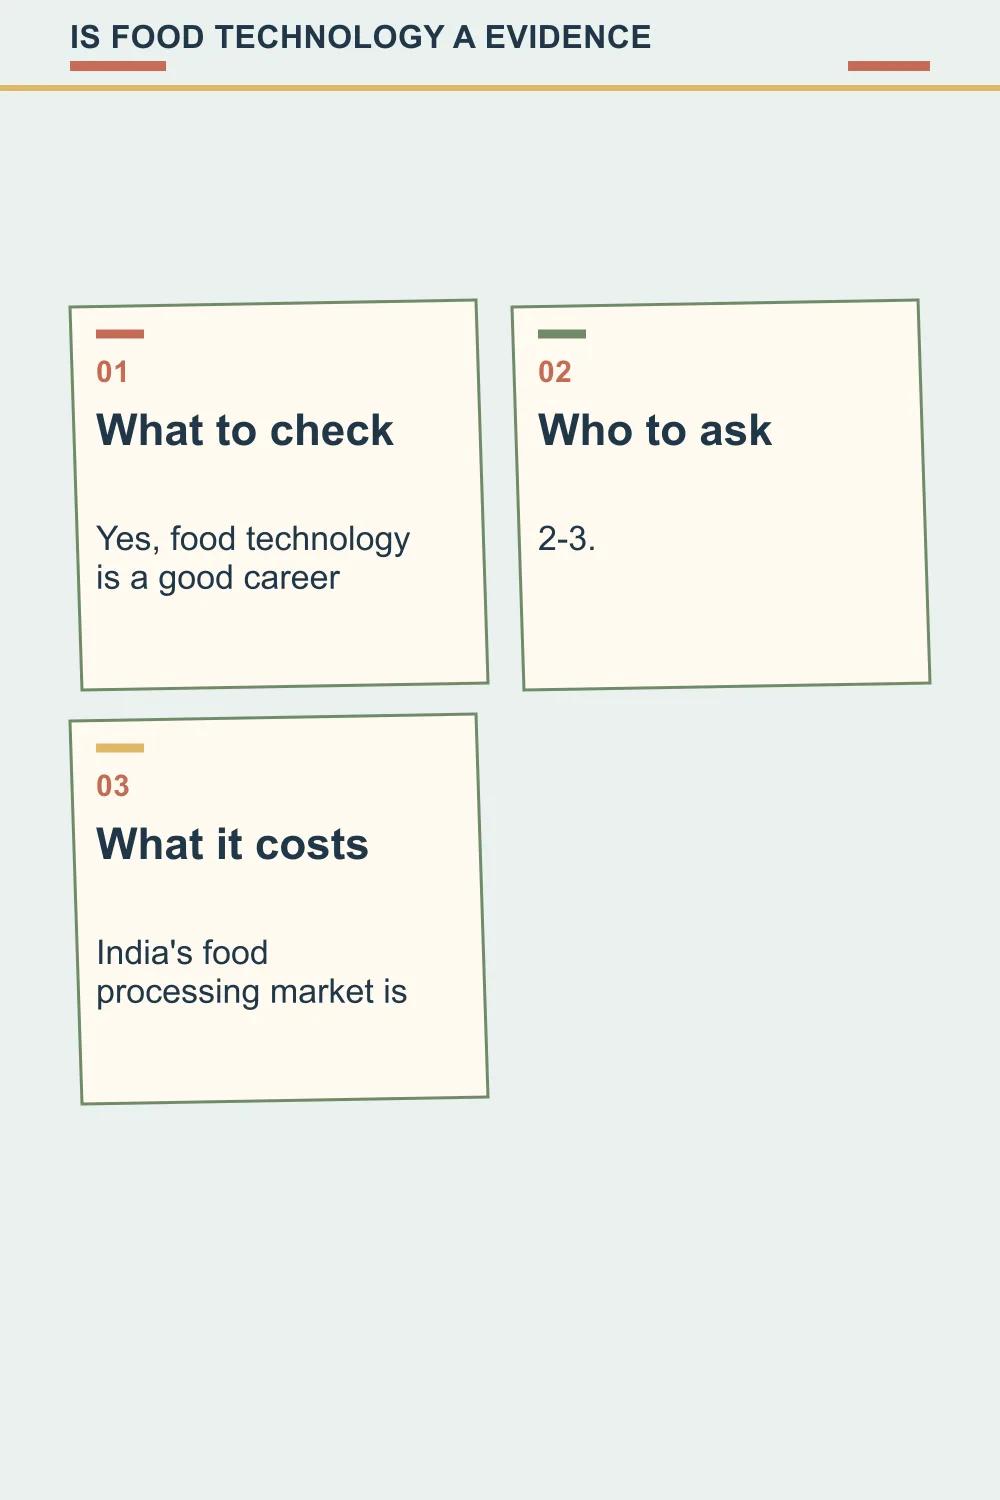 IS FOOD TECHNOLOGY A EVIDENCE
01
What to check
Yes, food technology
is a good career
02
Who to ask
2-3.
03
What it costs
India's food
processing market is